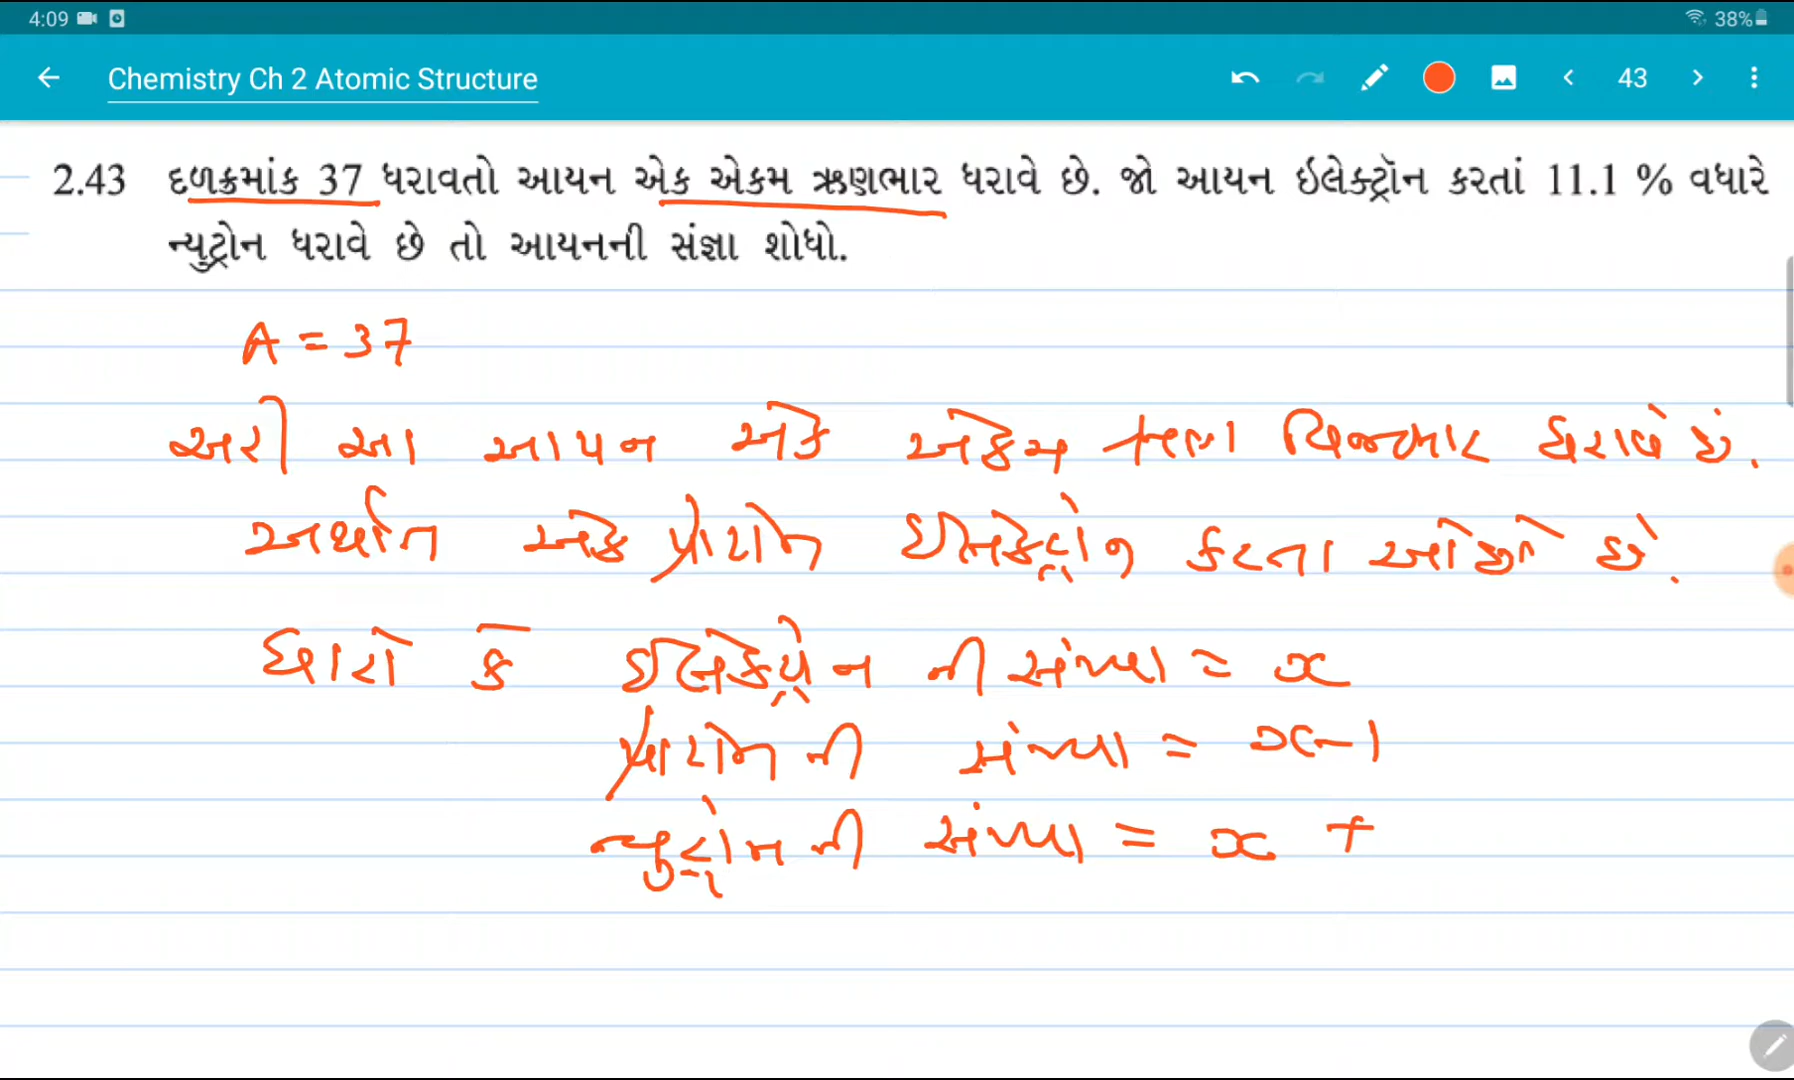 4:09 38%
Chemistry Ch 2 Atomic Structure 43
2.43 દળક્રમાંક 37 ધરાવતો આયન એક એકમ ઋણભાર ધરાવે છે. જો આયન ઇલેક્ટ્રૉન કરતાં 11.1 % વધારે
ન્યુટ્રોન ધરાવે છે તો આયનની સંજ્ઞા શોધો.
A = 37
અહીં આ આયન એક એકમ ઋણ વિજભાર ધરાવે છે.
અર્થાત એક પ્રોટોન ઈલેક્ટ્રોન કરતા ઓછો છે.
ધારો કે ઈલેક્ટ્રોન ની સંખ્યા = x
પ્રોટોન ની સંખ્યા = x-1
ન્યુટ્રોન ની સંખ્યા = x +